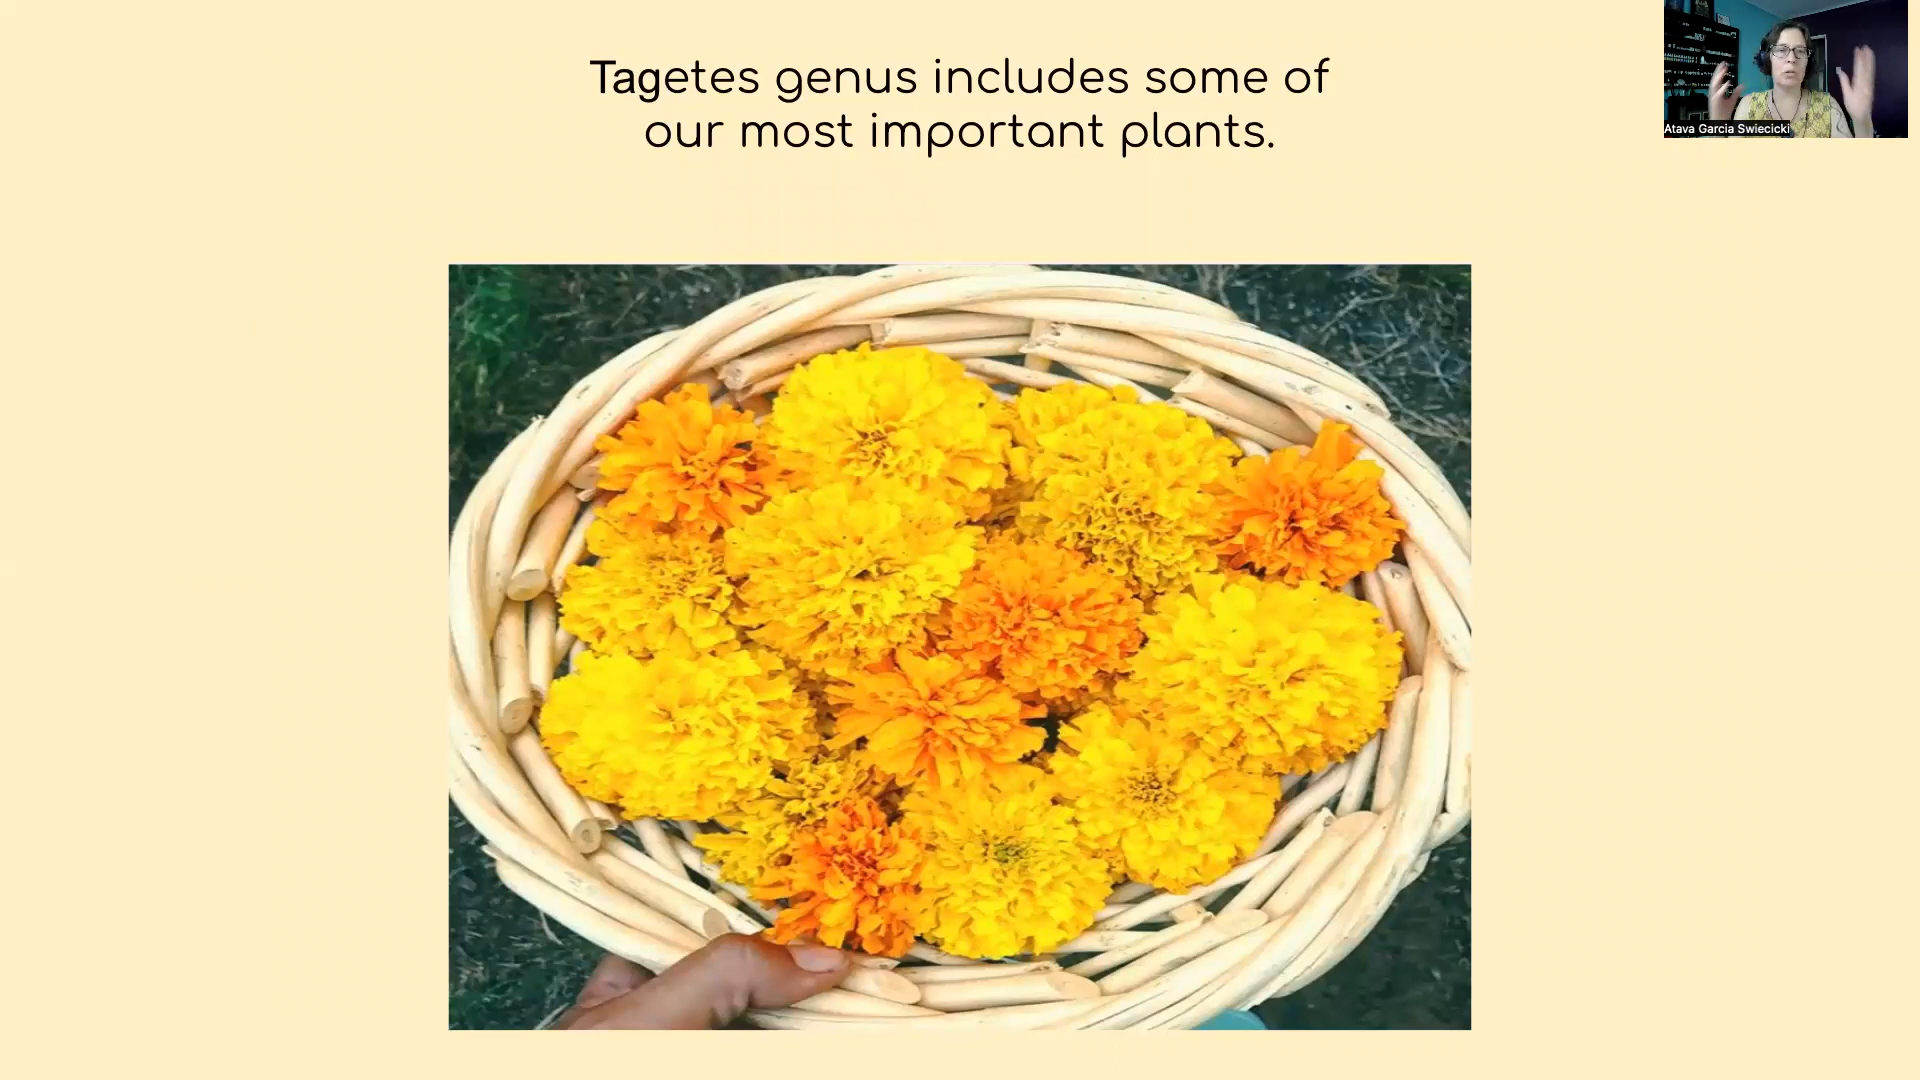 Tagetes genus includes some of
our most important plants.
Atava Garcia Swiecicki